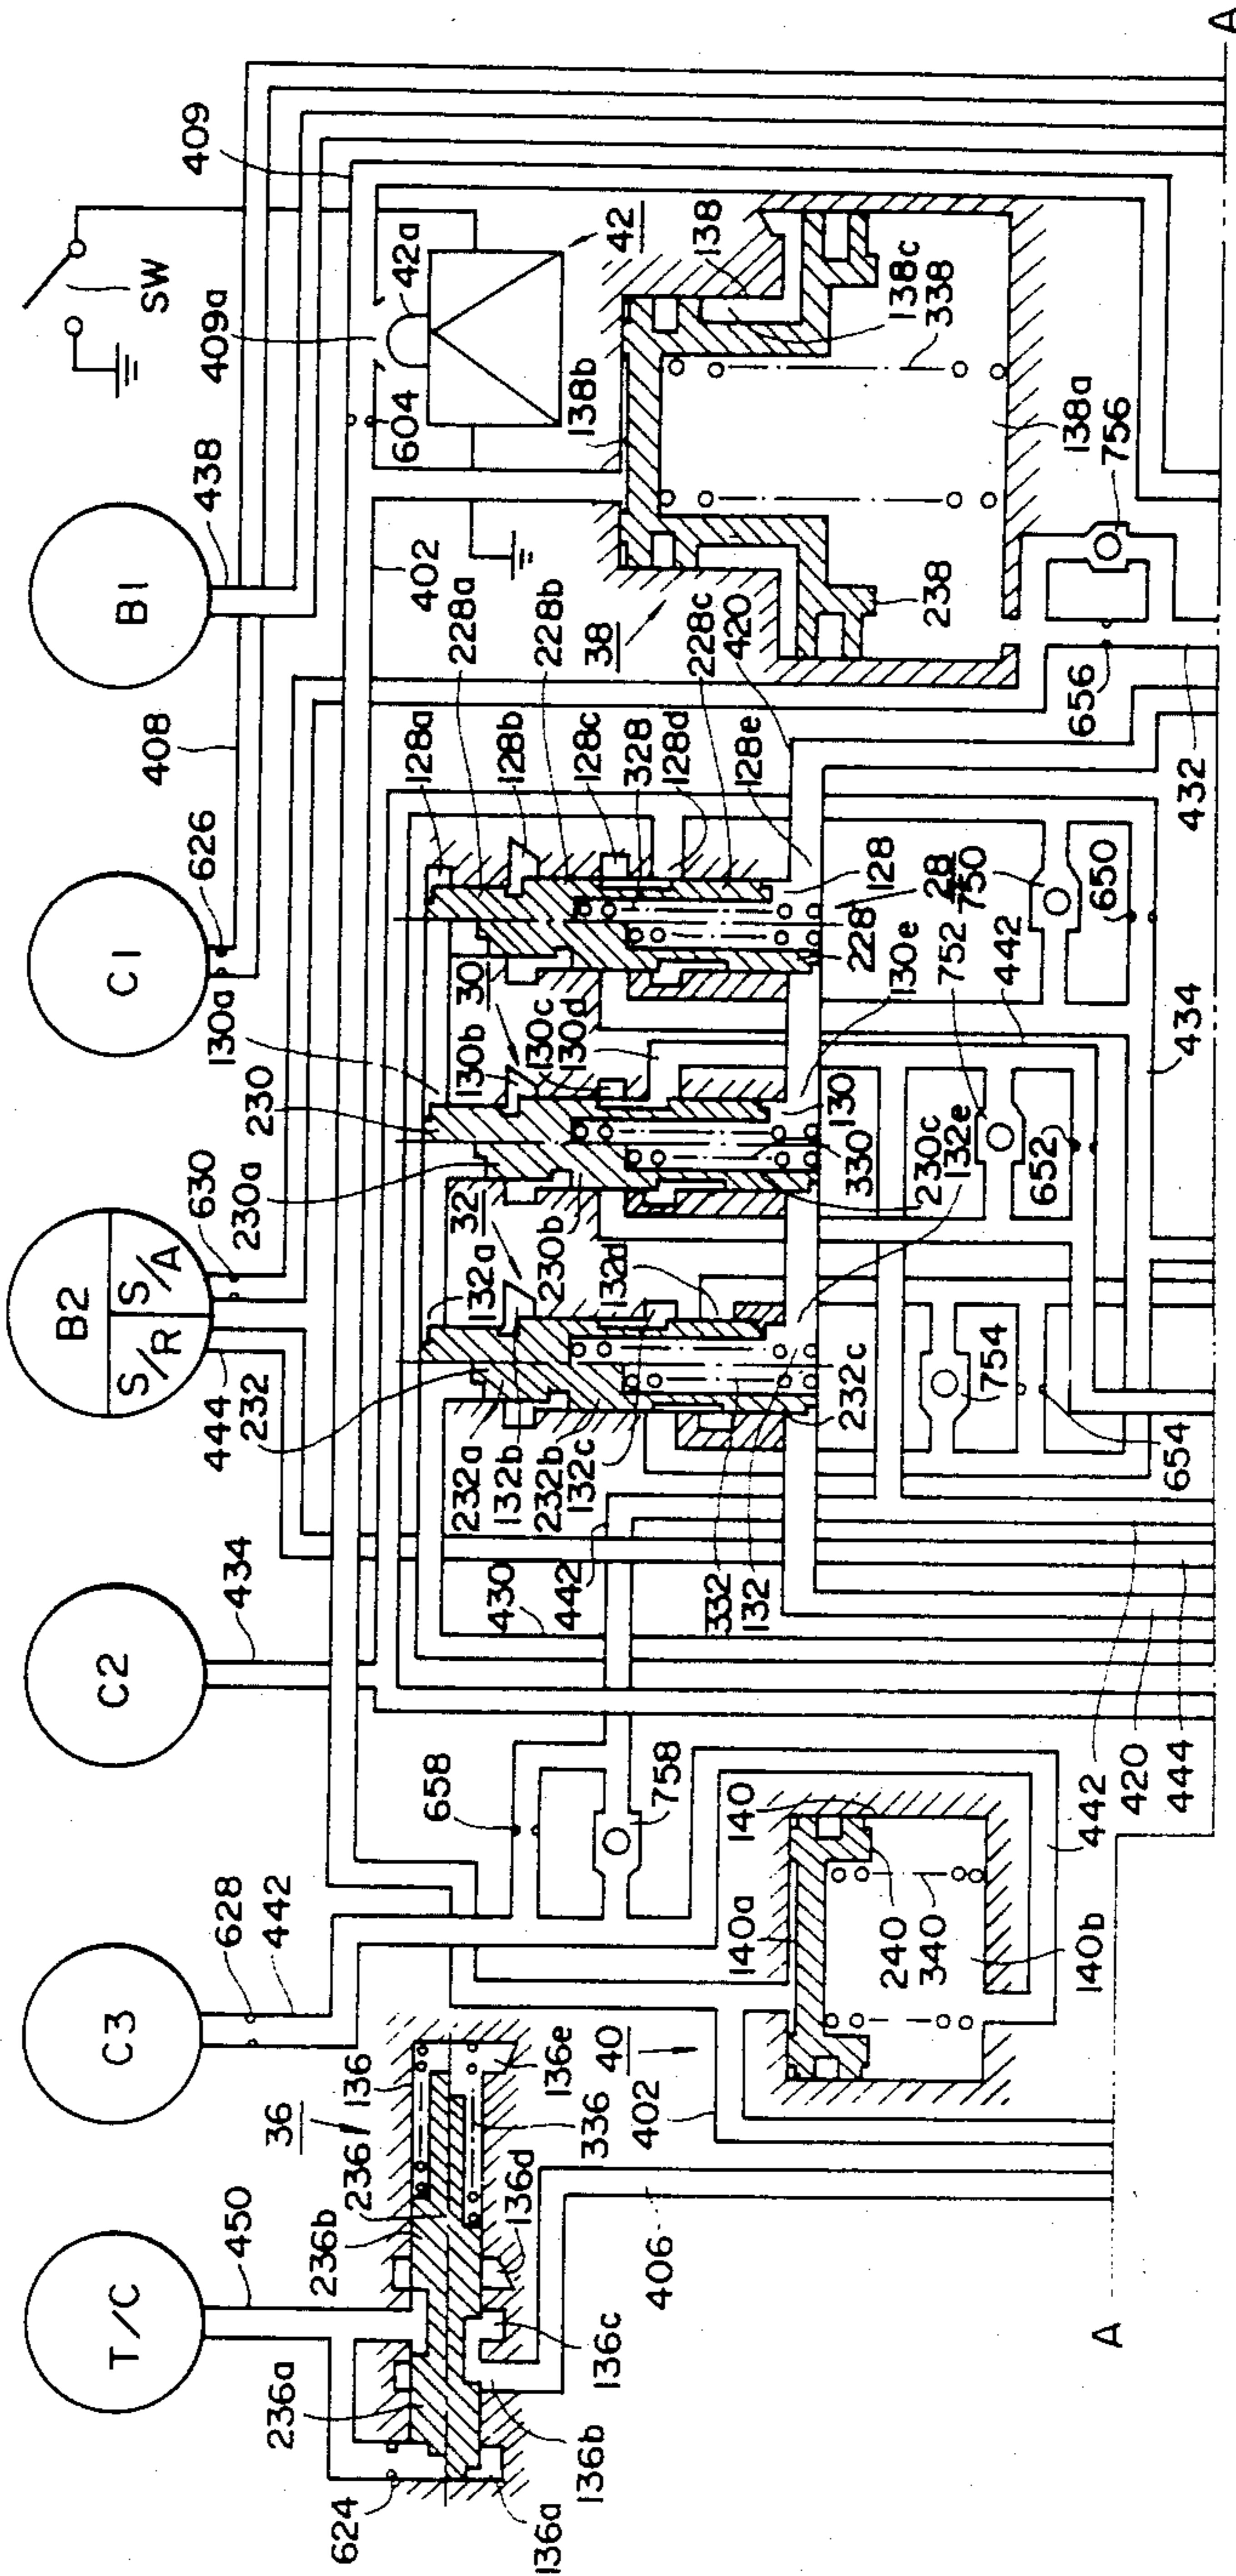 T/C
C3
C2
B2
S/R
S/A
C1
B1
SW
450
628
442
434
444
630
626
408
438
409a
409
42a
604
42
624
236a
236b
236
36
136
136a
136b
136c
136d
136e
336
406
402
40
658
758
430
442
232
232a
132a
32
132b
232b
132c
132d
230a
230
130a
30
130b
130c
130d
230b
128a
228a
402
128b
228b
128c
328
128d
228c
128e
420
38
138b
138
138c
338
238
138a
756
656
432
140a
140
240
340
140b
442
420
444
332
132
232c
132e
230c
330
130
130e
228
28
128
750
650
752
442
652
434
754
654
A
A